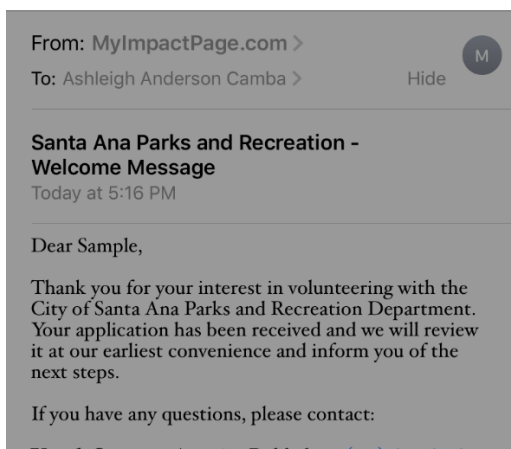 From: MyImpactPage.com >
M
To: Ashleigh Anderson Camba >
Hide
Santa Ana Parks and Recreation -
Welcome Message
Today at 5:16 PM
Dear Sample,
Thank you for your interest in volunteering with the
City of Santa Ana Parks and Recreation Department.
Your application has been received and we will review
it at our earliest convenience and inform you of the
next steps.
If you have any questions, please contact: